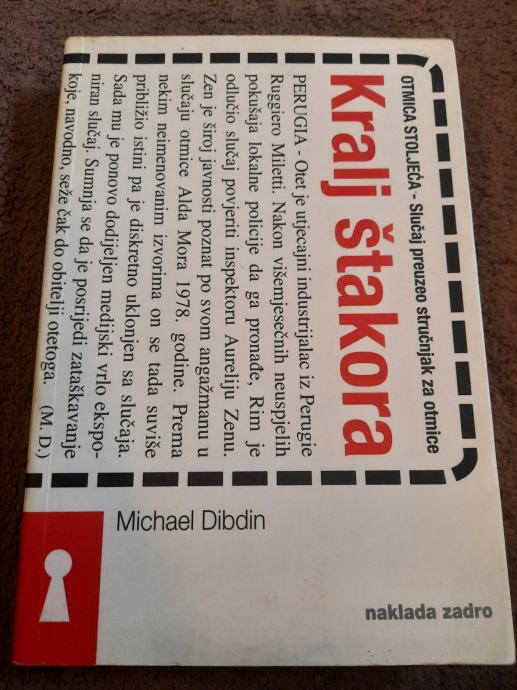 OTMICA STOLJEĆA - Slučaj preuzeo stručnjak za otmice
Kralj štakora
PERUGIA - Otet je utjecajni industrijalac iz Perugie
Ruggiero Miletti. Nakon višemjesečnih neuspjelih
pokušaja lokalne policije da ga pronađe, Rim je
odlučio slučaj povjeriti inspektoru Aureliju Zenu.
Zen je široj javnosti poznat po svom angažmanu u
slučaju otmice Alda Mora 1978. godine. Prema
nekim neimenovanim izvorima on se tada suviše
približio istini pa je diskretno uklonjen sa slučaja.
Sada mu je ponovo dodijeljen medijski vrlo ekspo-
niran slučaj. Sumnja se da je posrijedi zataškavanje
koje, navodno, seže čak do obitelji otetoga. (M. D.)
Michael Dibdin
naklada zadro